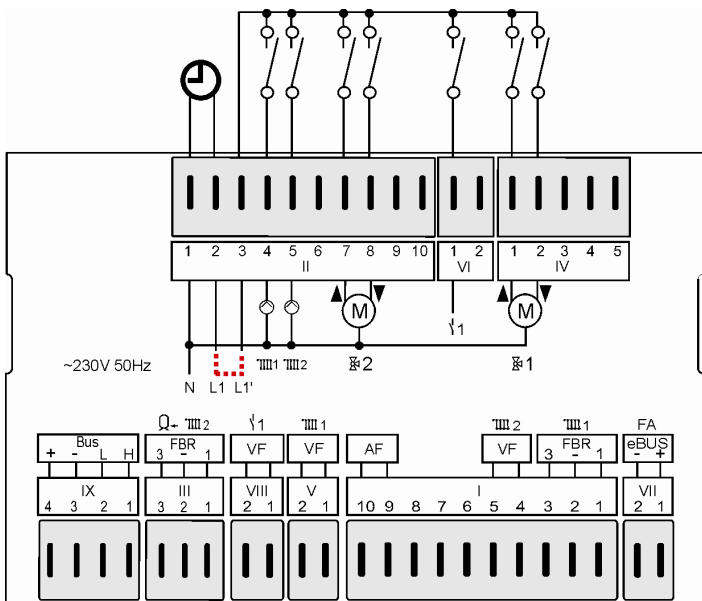 1 2 3 4 5 6 7 8 9 10
II
1 2
VI
1 2 3 4 5
IV
M
M
1
~230V 50Hz
N L1 L1' 1 2 2 1
2 1 1 2 1 FA
Bus
+ - L H
FBR
3 - 1
VF
VF
AF
VF
FBR
3 - 1
eBUS
- +
IX
4 3 2 1
III
3 2 1
VIII
2 1
V
2 1
I
10 9 8 7 6 5 4 3 2 1
VII
2 1